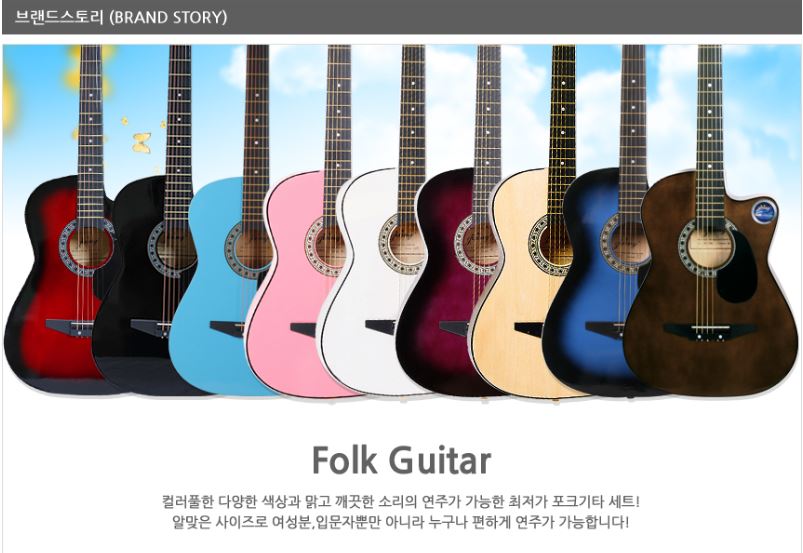 브랜드스토리 (BRAND STORY)
Folk Guitar
컬러풀한 다양한 색상과 맑고 깨끗한 소리의 연주가 가능한 최저가 포크기타 세트!
알맞은 사이즈로 여성분,입문자뿐만 아니라 누구나 편하게 연주가 가능합니다!